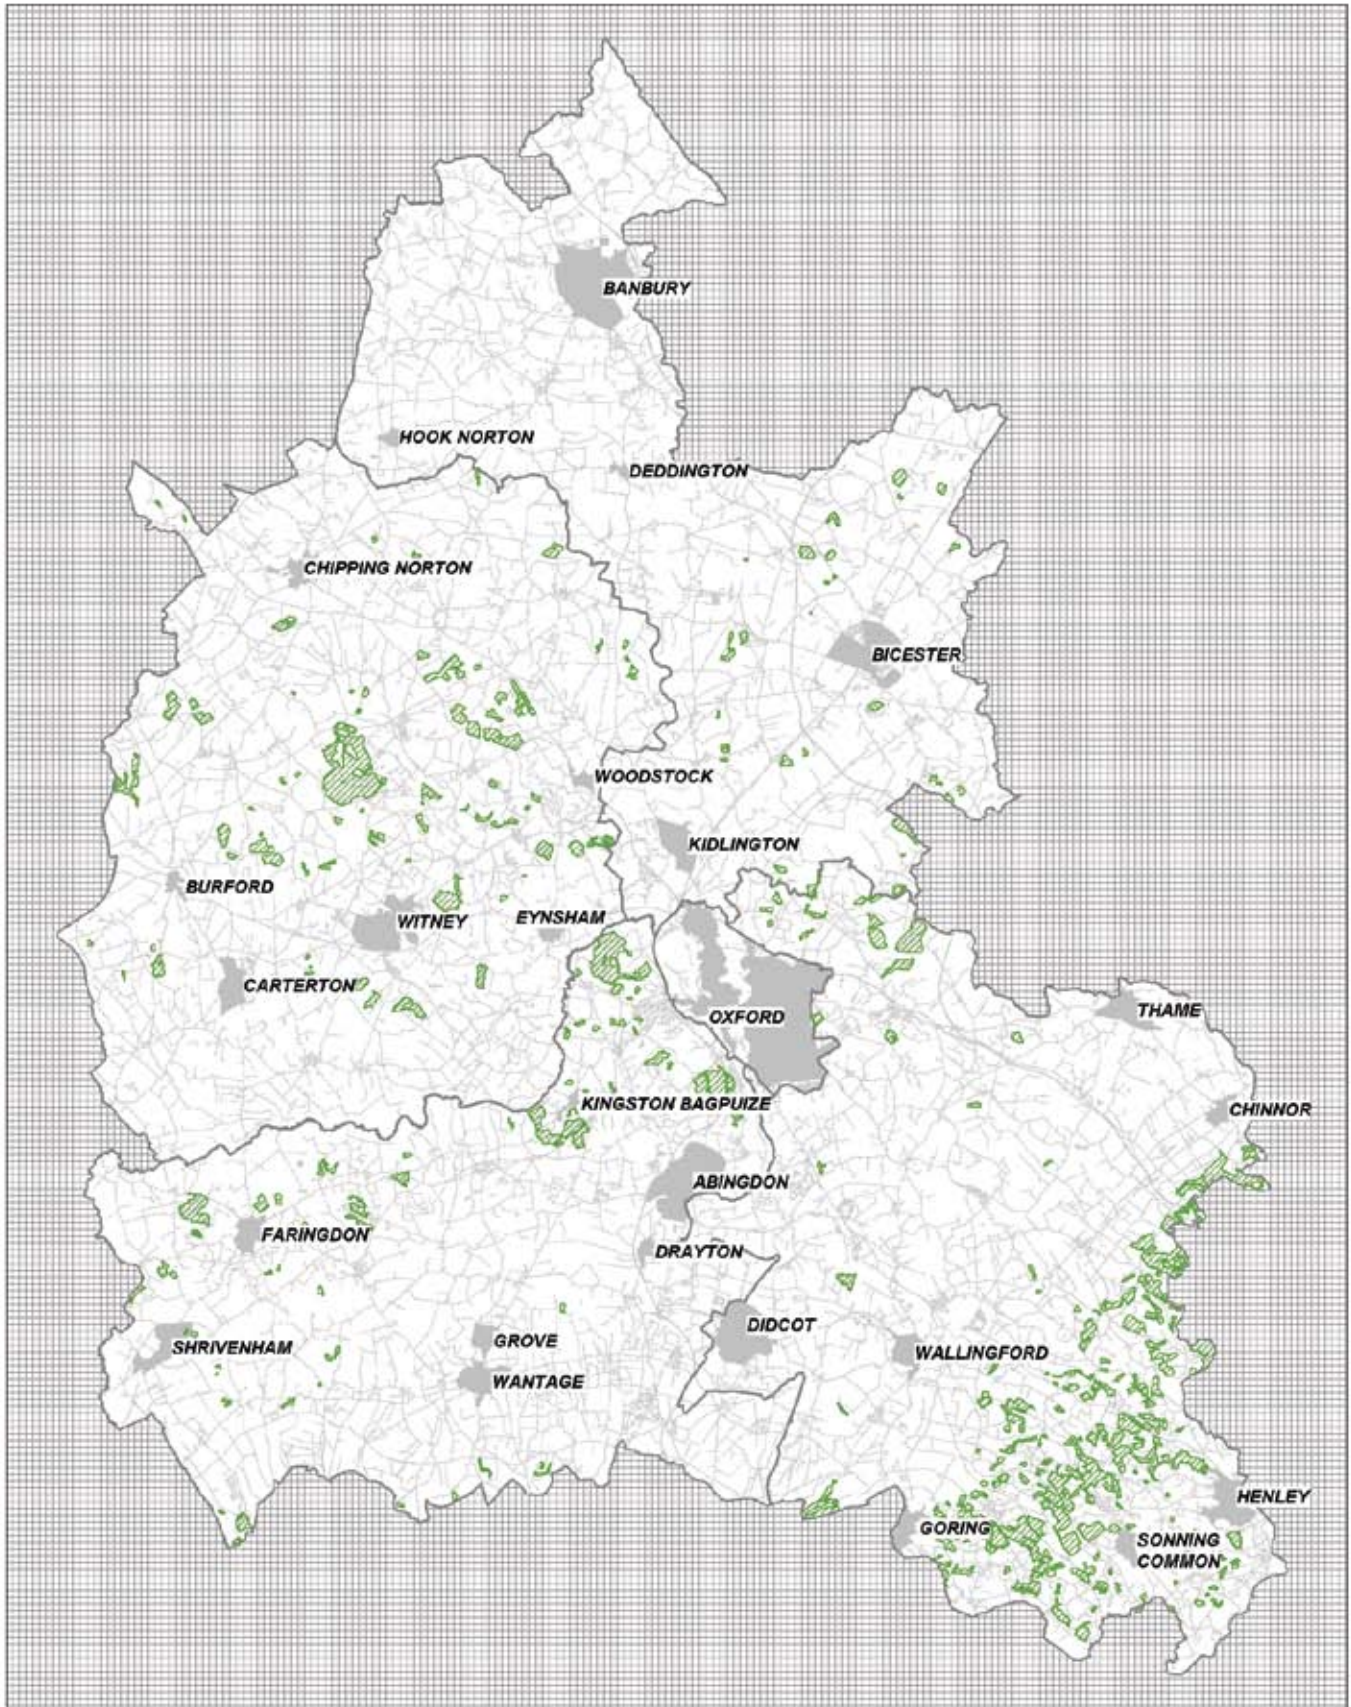 BANBURY
HOOK NORTON
DEDDINGTON
CHIPPING NORTON
BICESTER
WOODSTOCK
KIDLINGTON
BURFORD
WITNEY
EYNSHAM
CARTERTON
OXFORD
THAME
KINGSTON BAGPUIZE
CHINNOR
ABINGDON
FARINGDON
DRAYTON
DIDCOT
SHRIVENHAM
GROVE
WALLINGFORD
WANTAGE
HENLEY
GORING
SONNING
COMMON